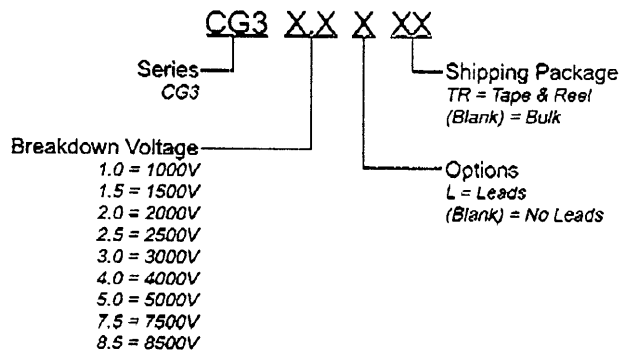 CG3 X.X X XX
Series
CG3
Shipping Package
TR = Tape & Reel
(Blank) = Bulk
Breakdown Voltage
1.0 = 1000V
1.5 = 1500V
2.0 = 2000V
2.5 = 2500V
3.0 = 3000V
4.0 = 4000V
5.0 = 5000V
7.5 = 7500V
8.5 = 8500V
Options
L = Leads
(Blank) = No Leads